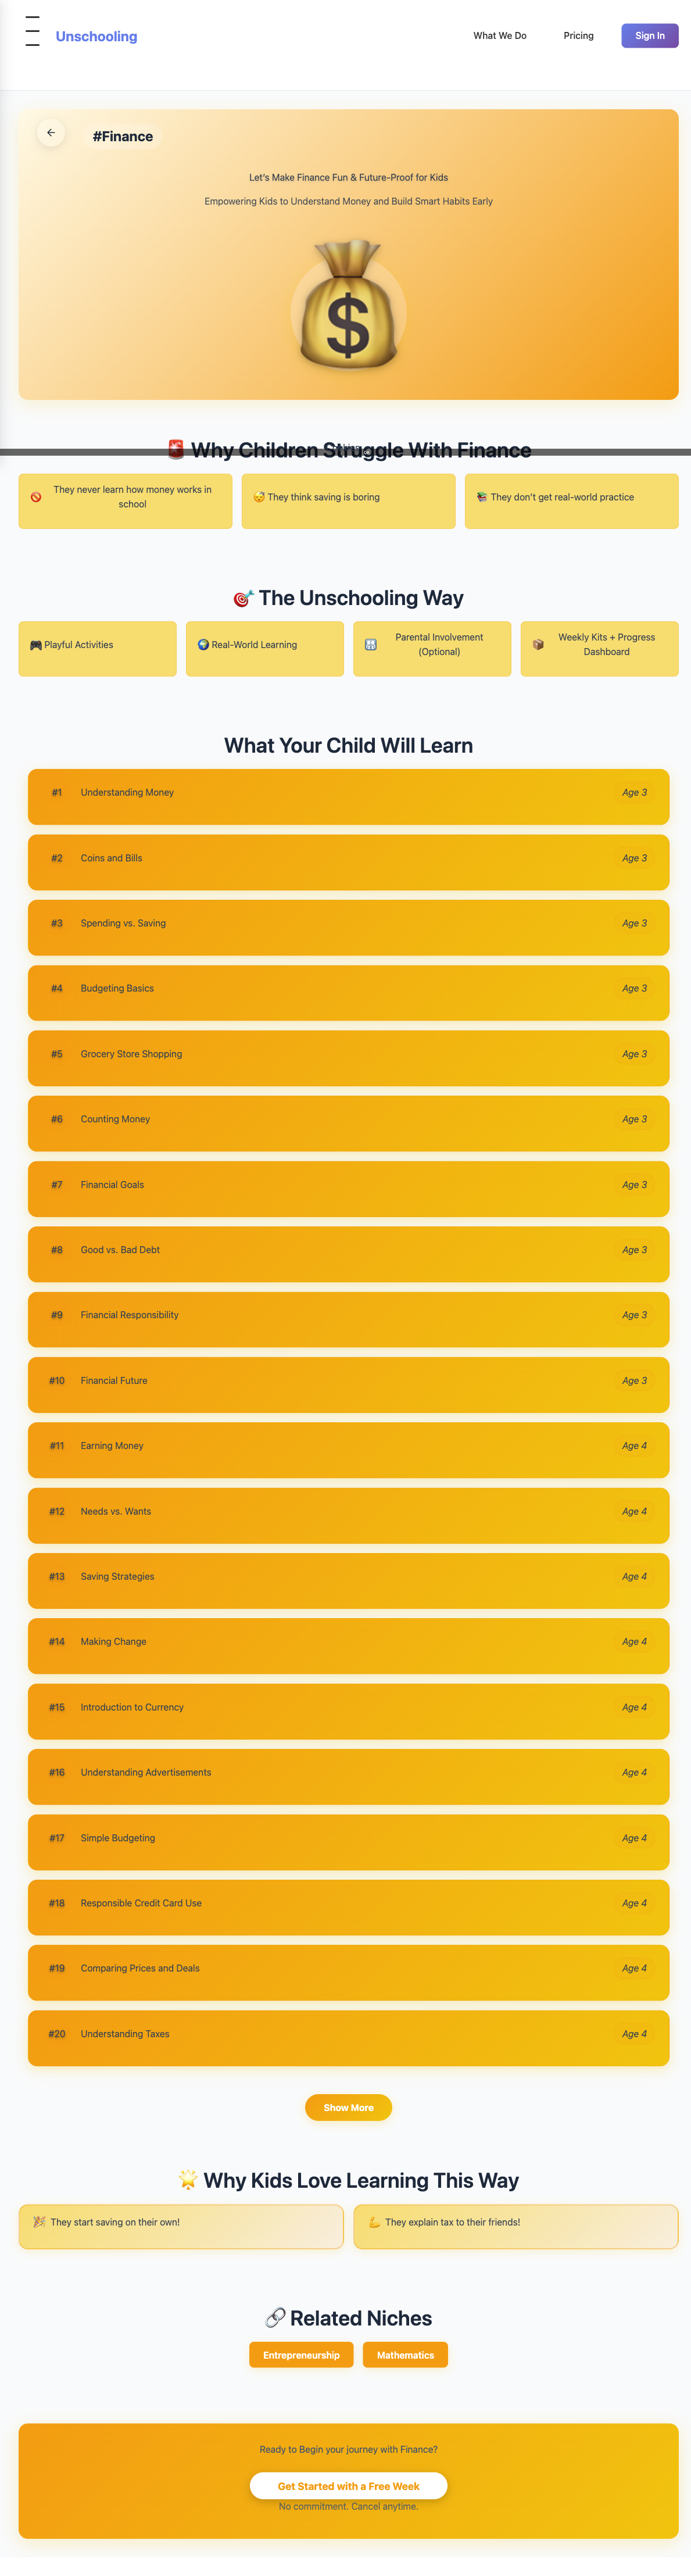 Unschooling
What We Do
Pricing
Sign In
#Finance
Let's Make Finance Fun & Future-Proof for Kids
Empowering Kids to Understand Money and Build Smart Habits Early
$
Why Children Struggle With Finance
They never learn how money works in
school
They think saving is boring
They don't get real-world practice
The Unschooling Way
Playful Activities
Real-World Learning
Parental Involvement
(Optional)
Weekly Kits + Progress
Dashboard
What Your Child Will Learn
#1 Understanding Money Age 3
#2 Coins and Bills Age 3
#3 Spending vs. Saving Age 3
#4 Budgeting Basics Age 3
#5 Grocery Store Shopping Age 3
#6 Counting Money Age 3
#7 Financial Goals Age 3
#8 Good vs. Bad Debt Age 3
#9 Financial Responsibility Age 3
#10 Financial Future Age 3
#11 Earning Money Age 4
#12 Needs vs. Wants Age 4
#13 Saving Strategies Age 4
#14 Making Change Age 4
#15 Introduction to Currency Age 4
#16 Understanding Advertisements Age 4
#17 Simple Budgeting Age 4
#18 Responsible Credit Card Use Age 4
#19 Comparing Prices and Deals Age 4
#20 Understanding Taxes Age 4
Show More
Why Kids Love Learning This Way
They start saving on their own!
They explain tax to their friends!
Related Niches
Entrepreneurship
Mathematics
Ready to Begin your journey with Finance?
Get Started with a Free Week
No commitment. Cancel anytime.